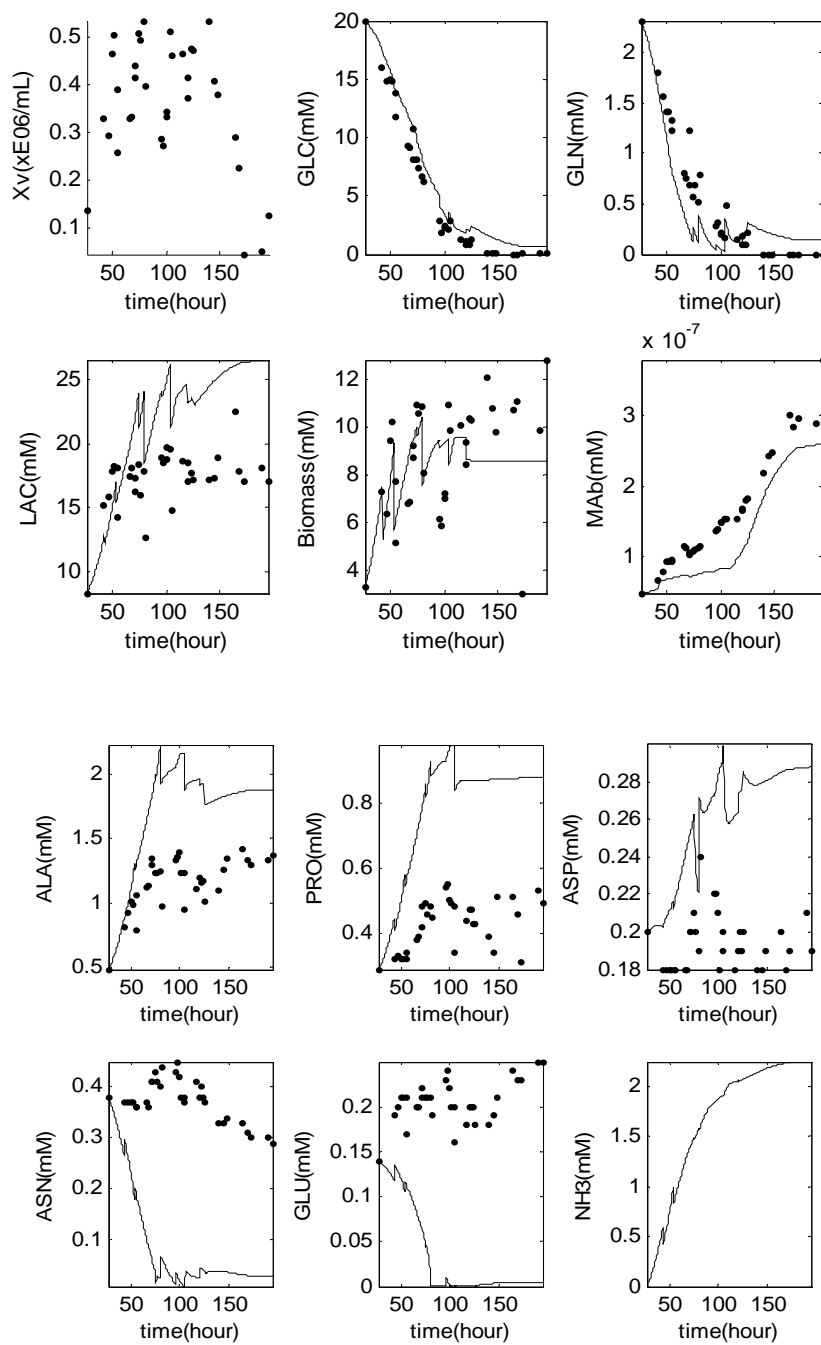 0.5
0.4
0.3
0.2
0.1
Xv(xE06/mL)
50 100 150
time(hour)
20
15
10
5
0
GLC(mM)
50 100 150
time(hour)
2
1.5
1
0.5
0
GLN(mM)
50 100 150
time(hour)
25
20
15
10
LAC(mM)
50 100 150
time(hour)
12
10
8
6
4
Biomass(mM)
50 100 150
time(hour)
x 10-7
3
2
1
MAb(mM)
50 100 150
time(hour)
2
1.5
1
0.5
ALA(mM)
50 100 150
time(hour)
0.8
0.6
0.4
PRO(mM)
50 100 150
time(hour)
0.28
0.26
0.24
0.22
0.2
0.18
ASP(mM)
50 100 150
time(hour)
0.4
0.3
0.2
0.1
ASN(mM)
50 100 150
time(hour)
0.2
0.15
0.1
0.05
0
GLU(mM)
50 100 150
time(hour)
2
1.5
1
0.5
0
NH3(mM)
50 100 150
time(hour)